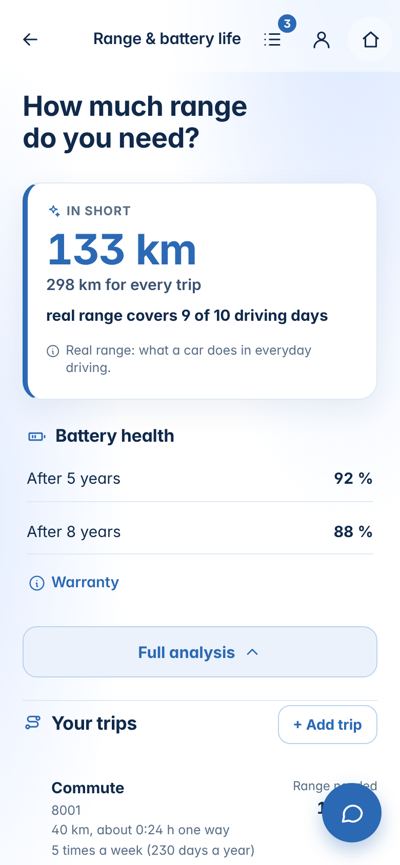 3
Range & battery life
How much range
do you need?
IN SHORT
133 km
298 km for every trip
real range covers 9 of 10 driving days
Real range: what a car does in everyday
driving.
Battery health
After 5 years 92 %
After 8 years 88 %
Warranty
Full analysis
Your trips
+ Add trip
Commute
Range
8001
40 km, about 0:24 h one way
5 times a week (230 days a year)